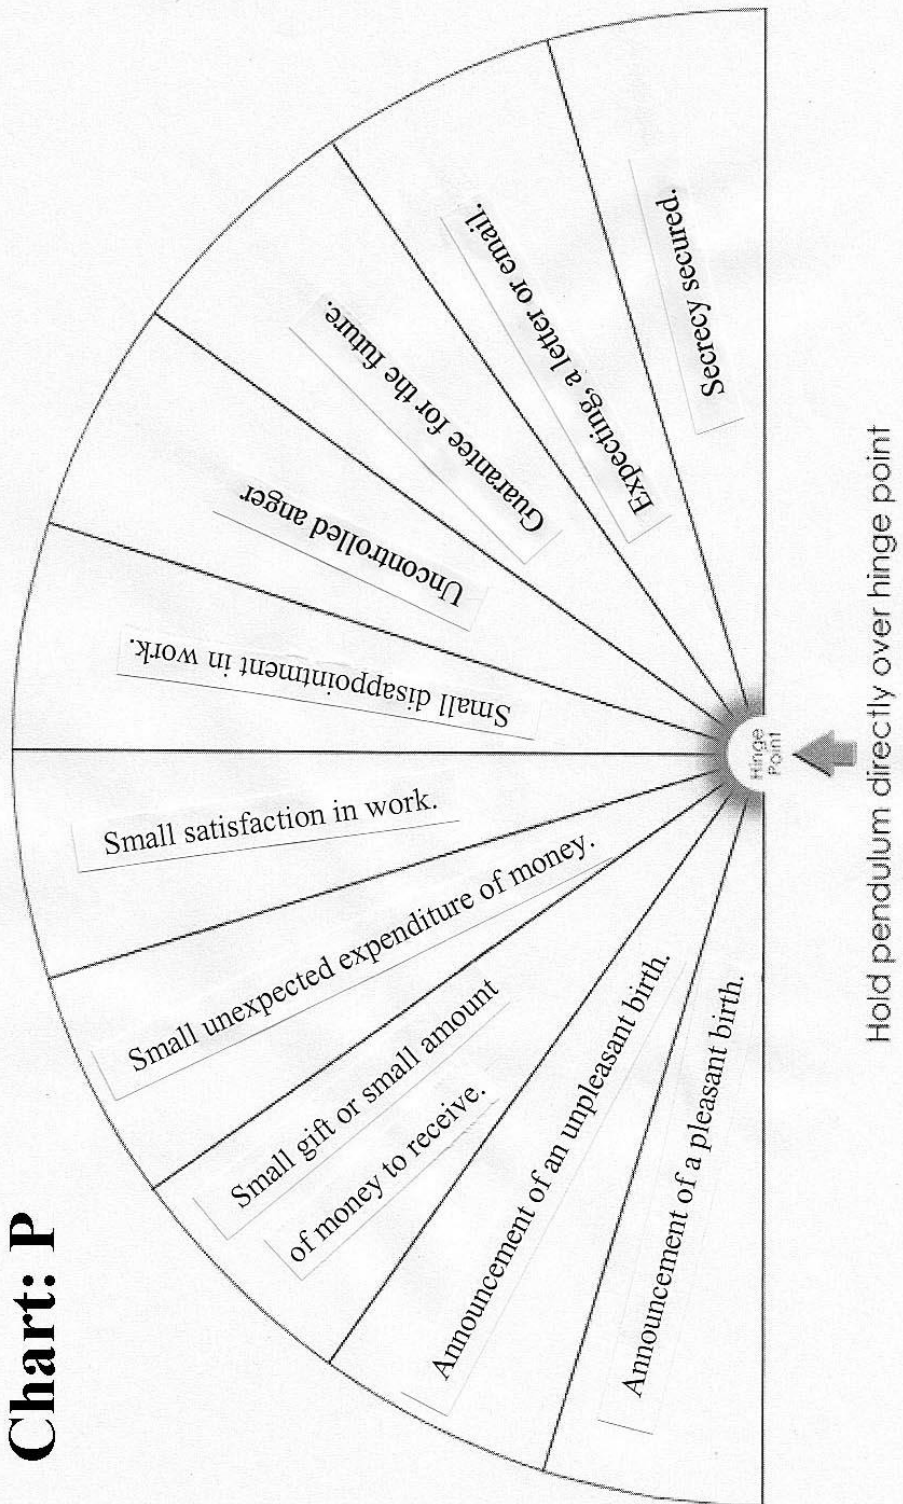 Chart: P
Announcement of a pleasant birth.
Announcement of an unpleasant birth.
Small gift or small amount
of money to receive.
Small unexpected expenditure of money.
Small satisfaction in work.
Small disappointment in work.
Uncontrolled anger
Guarantee for the future.
Expecting, a letter or email.
Secrecy secured.
Hinge
Point
Hold pendulum directly over hinge point